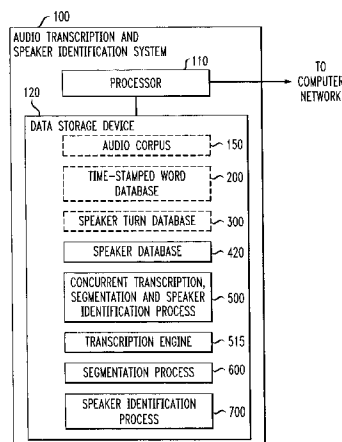 100
AUDIO TRANSCRIPTION AND
SPEAKER IDENTIFICATION SYSTEM
110
PROCESSOR
TO
COMPUTER
NETWORK
120
DATA STORAGE DEVICE
AUDIO CORPUS
150
TIME-STAMPED WORD
DATABASE
200
SPEAKER TURN DATABASE
300
SPEAKER DATABASE
420
CONCURRENT TRANSCRIPTION,
SEGMENTATION AND SPEAKER
IDENTIFICATION PROCESS
500
TRANSCRIPTION ENGINE
515
SEGMENTATION PROCESS
600
SPEAKER IDENTIFICATION
PROCESS
700